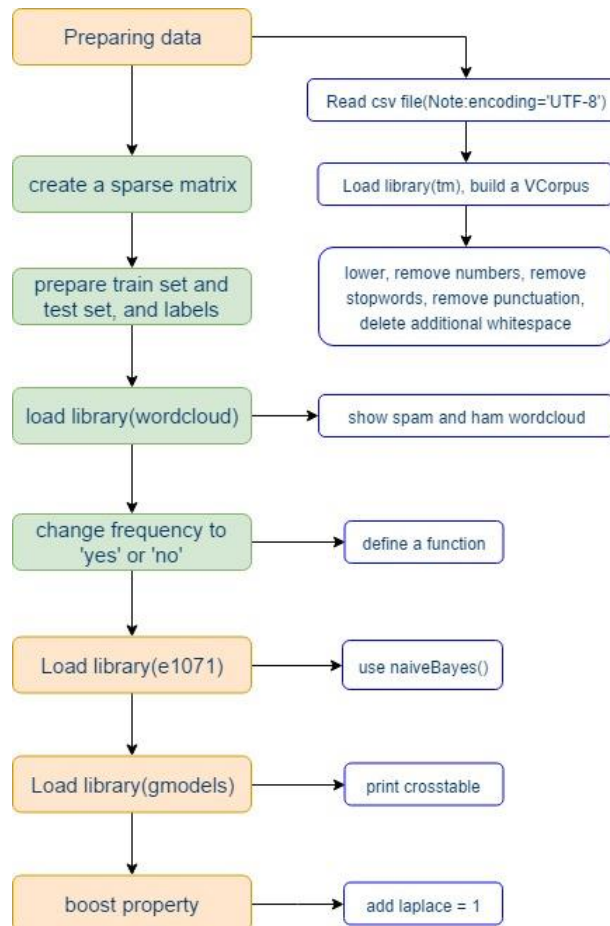 Preparing data
Read csv file(Note:encoding='UTF-8')
create a sparse matrix
Load library(tm), build a VCorpus
prepare train set and
test set, and labels
lower, remove numbers, remove
stopwords, remove punctuation,
delete additional whitespace
load library(wordcloud)
show spam and ham wordcloud
change frequency to
'yes' or 'no'
define a function
Load library(e1071)
use naiveBayes()
Load library(gmodels)
print crosstable
boost property
add laplace = 1